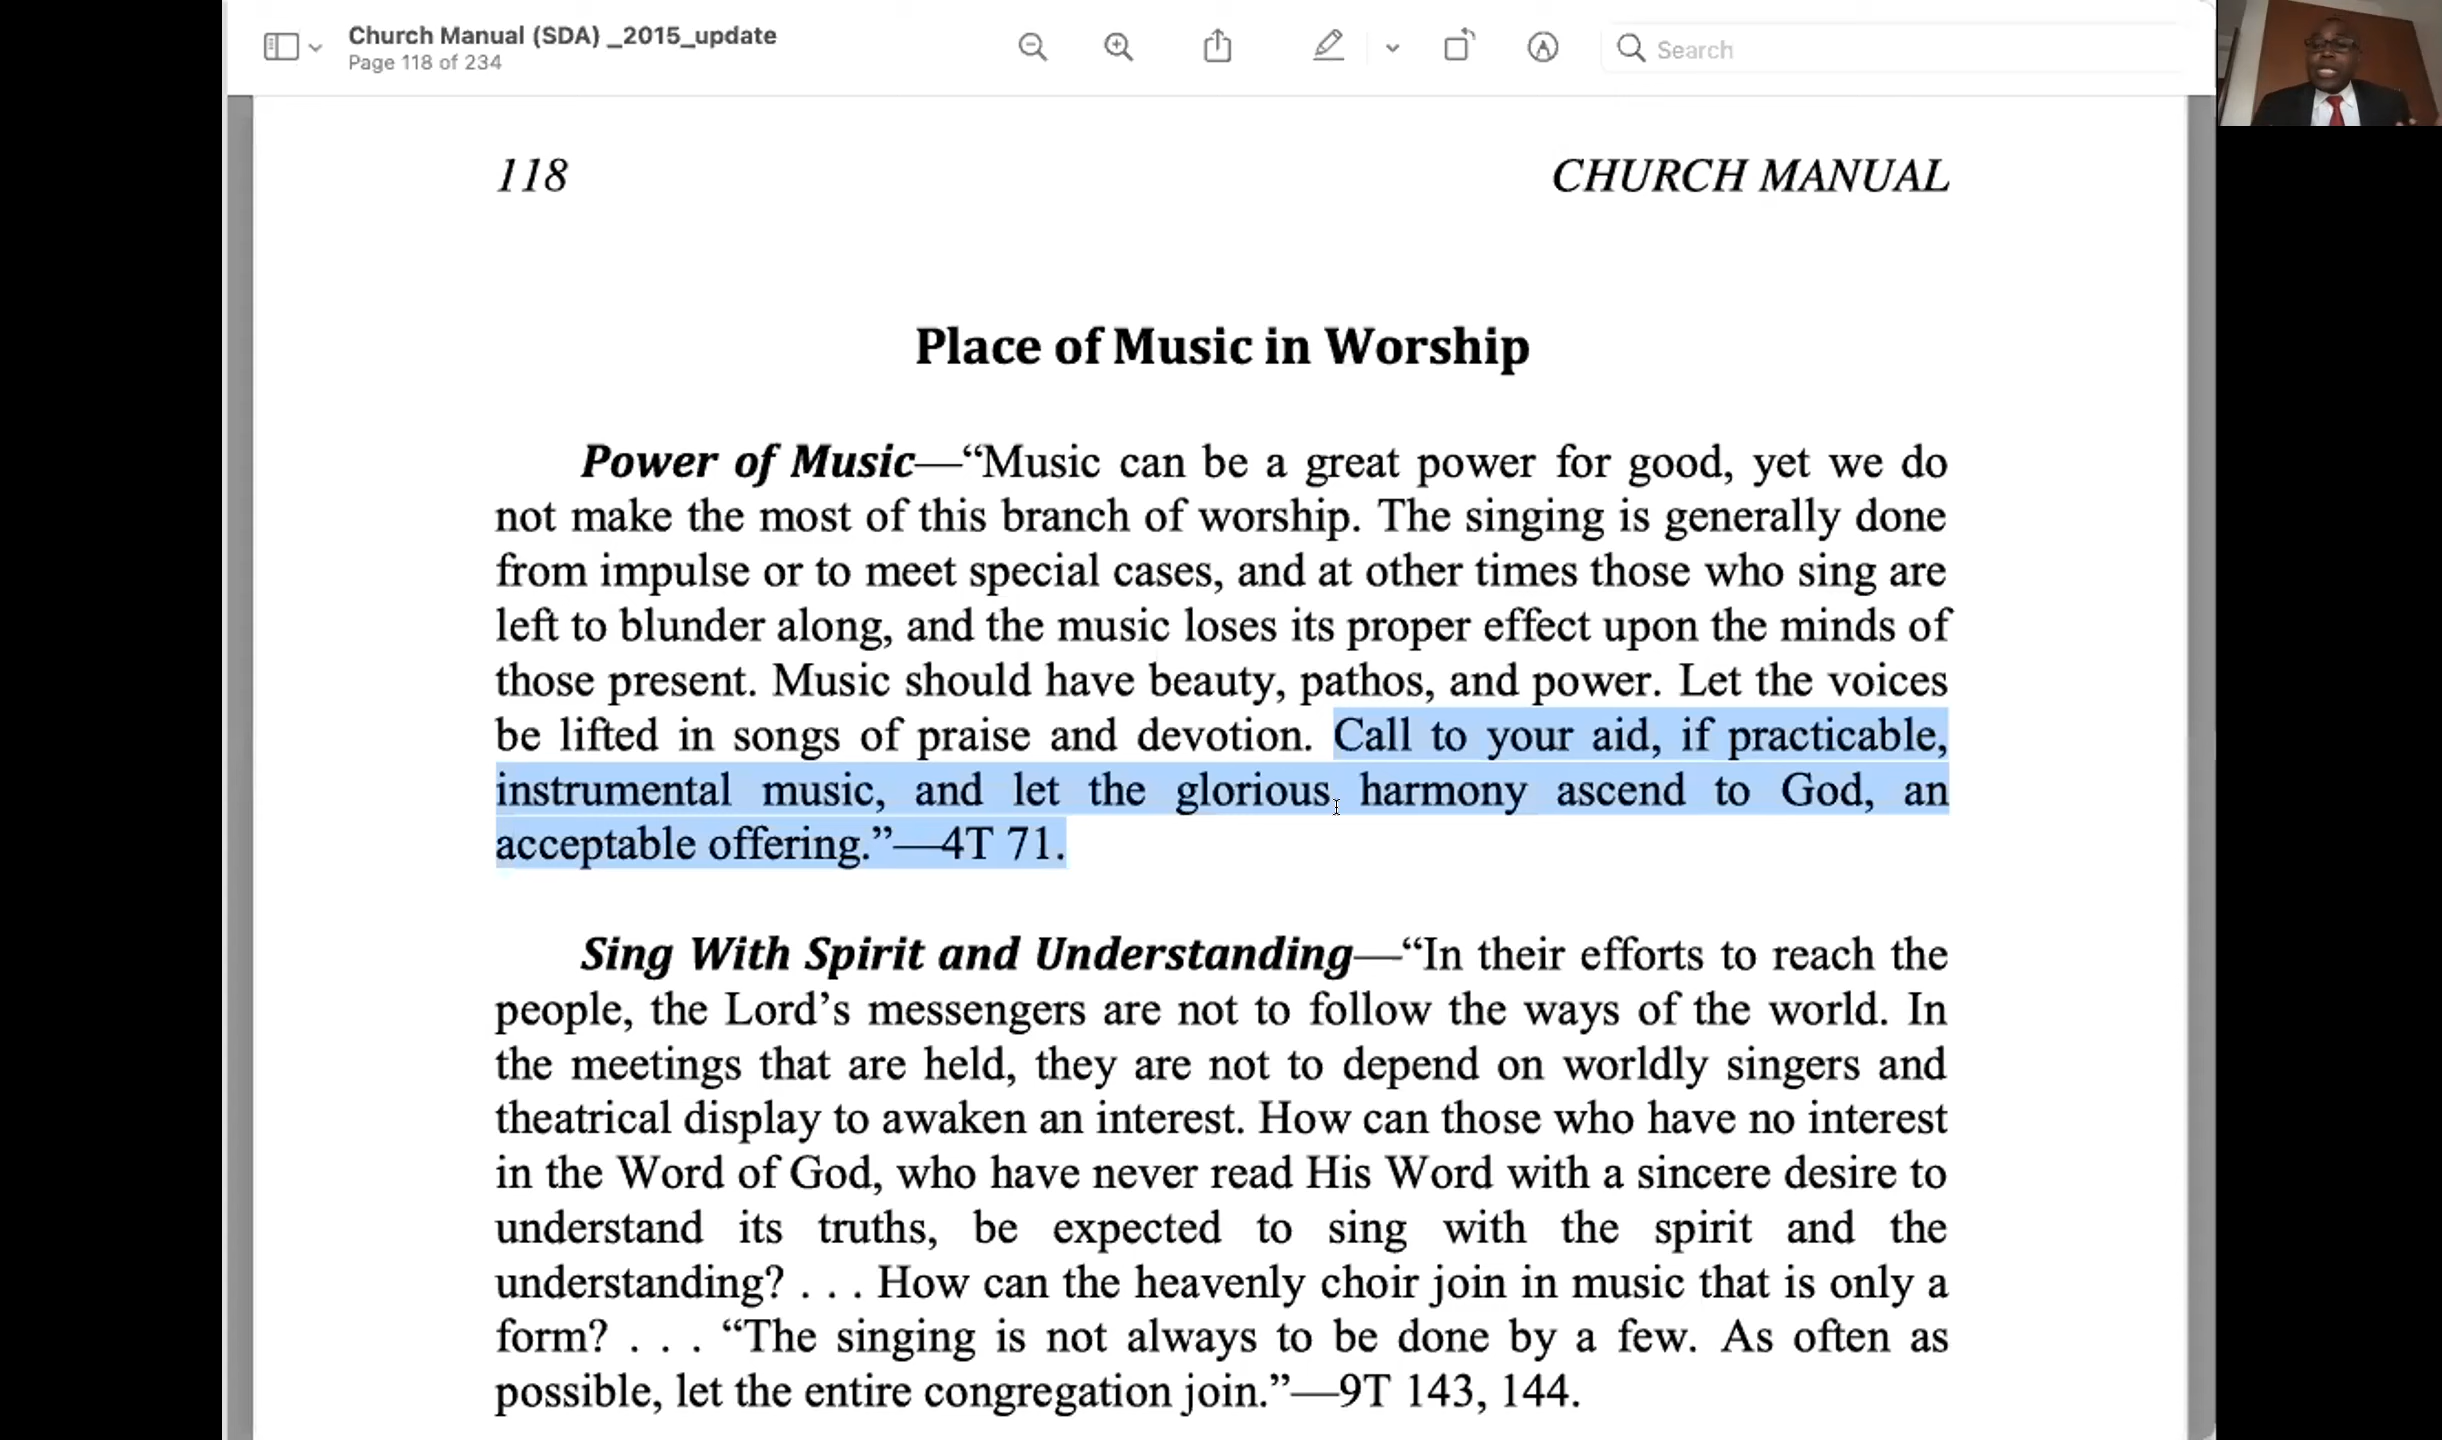 Church Manual (SDA) _2015_update
Page 118 of 234
Search
118 CHURCH MANUAL
Place of Music in Worship
Power of Music—“Music can be a great power for good, yet we do
not make the most of this branch of worship. The singing is generally done
from impulse or to meet special cases, and at other times those who sing are
left to blunder along, and the music loses its proper effect upon the minds of
those present. Music should have beauty, pathos, and power. Let the voices
be lifted in songs of praise and devotion. Call to your aid, if practicable,
instrumental music, and let the glorious harmony ascend to God, an
acceptable offering.”—4T 71.
Sing With Spirit and Understanding—“In their efforts to reach the
people, the Lord’s messengers are not to follow the ways of the world. In
the meetings that are held, they are not to depend on worldly singers and
theatrical display to awaken an interest. How can those who have no interest
in the Word of God, who have never read His Word with a sincere desire to
understand its truths, be expected to sing with the spirit and the
understanding? . . . How can the heavenly choir join in music that is only a
form? . . . “The singing is not always to be done by a few. As often as
possible, let the entire congregation join.”—9T 143, 144.